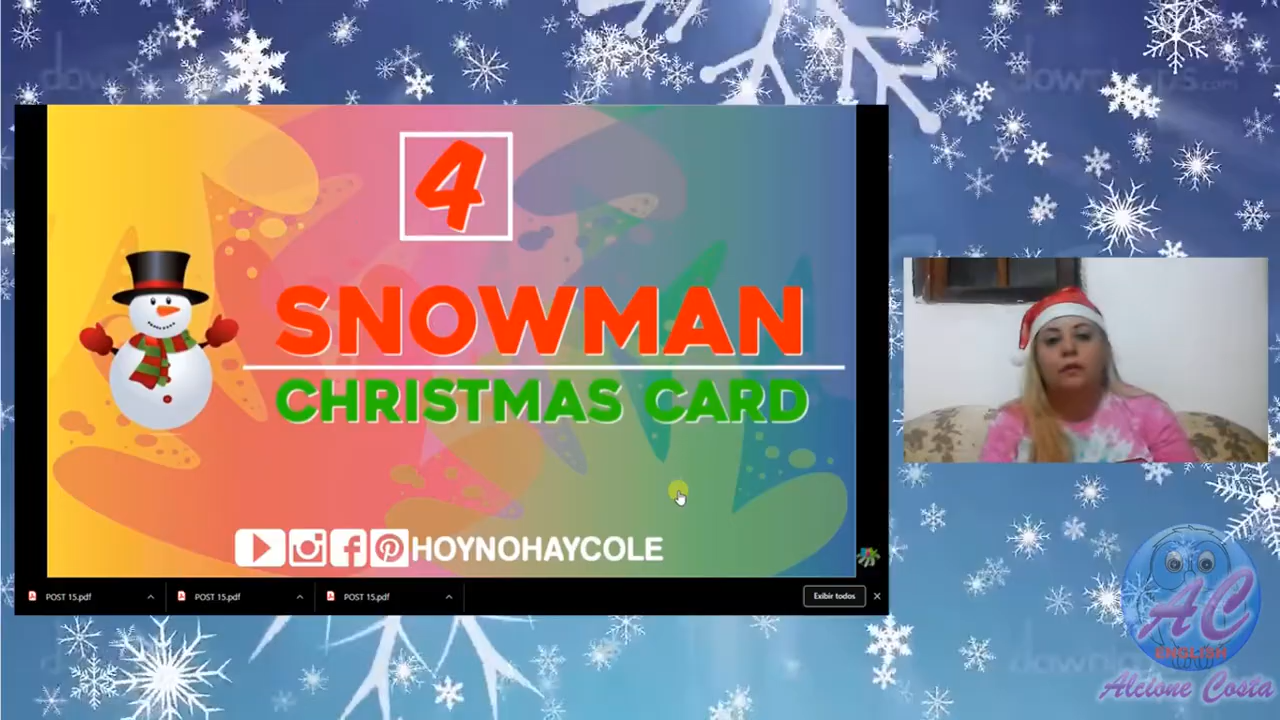 4
SNOWMAN
CHRISTMAS CARD
HOYNOHAYCOLE
POST 15.pdf
POST 15.pdf
POST 15.pdf
Exibir todos
AC
ENGLISH
Alcione Costa